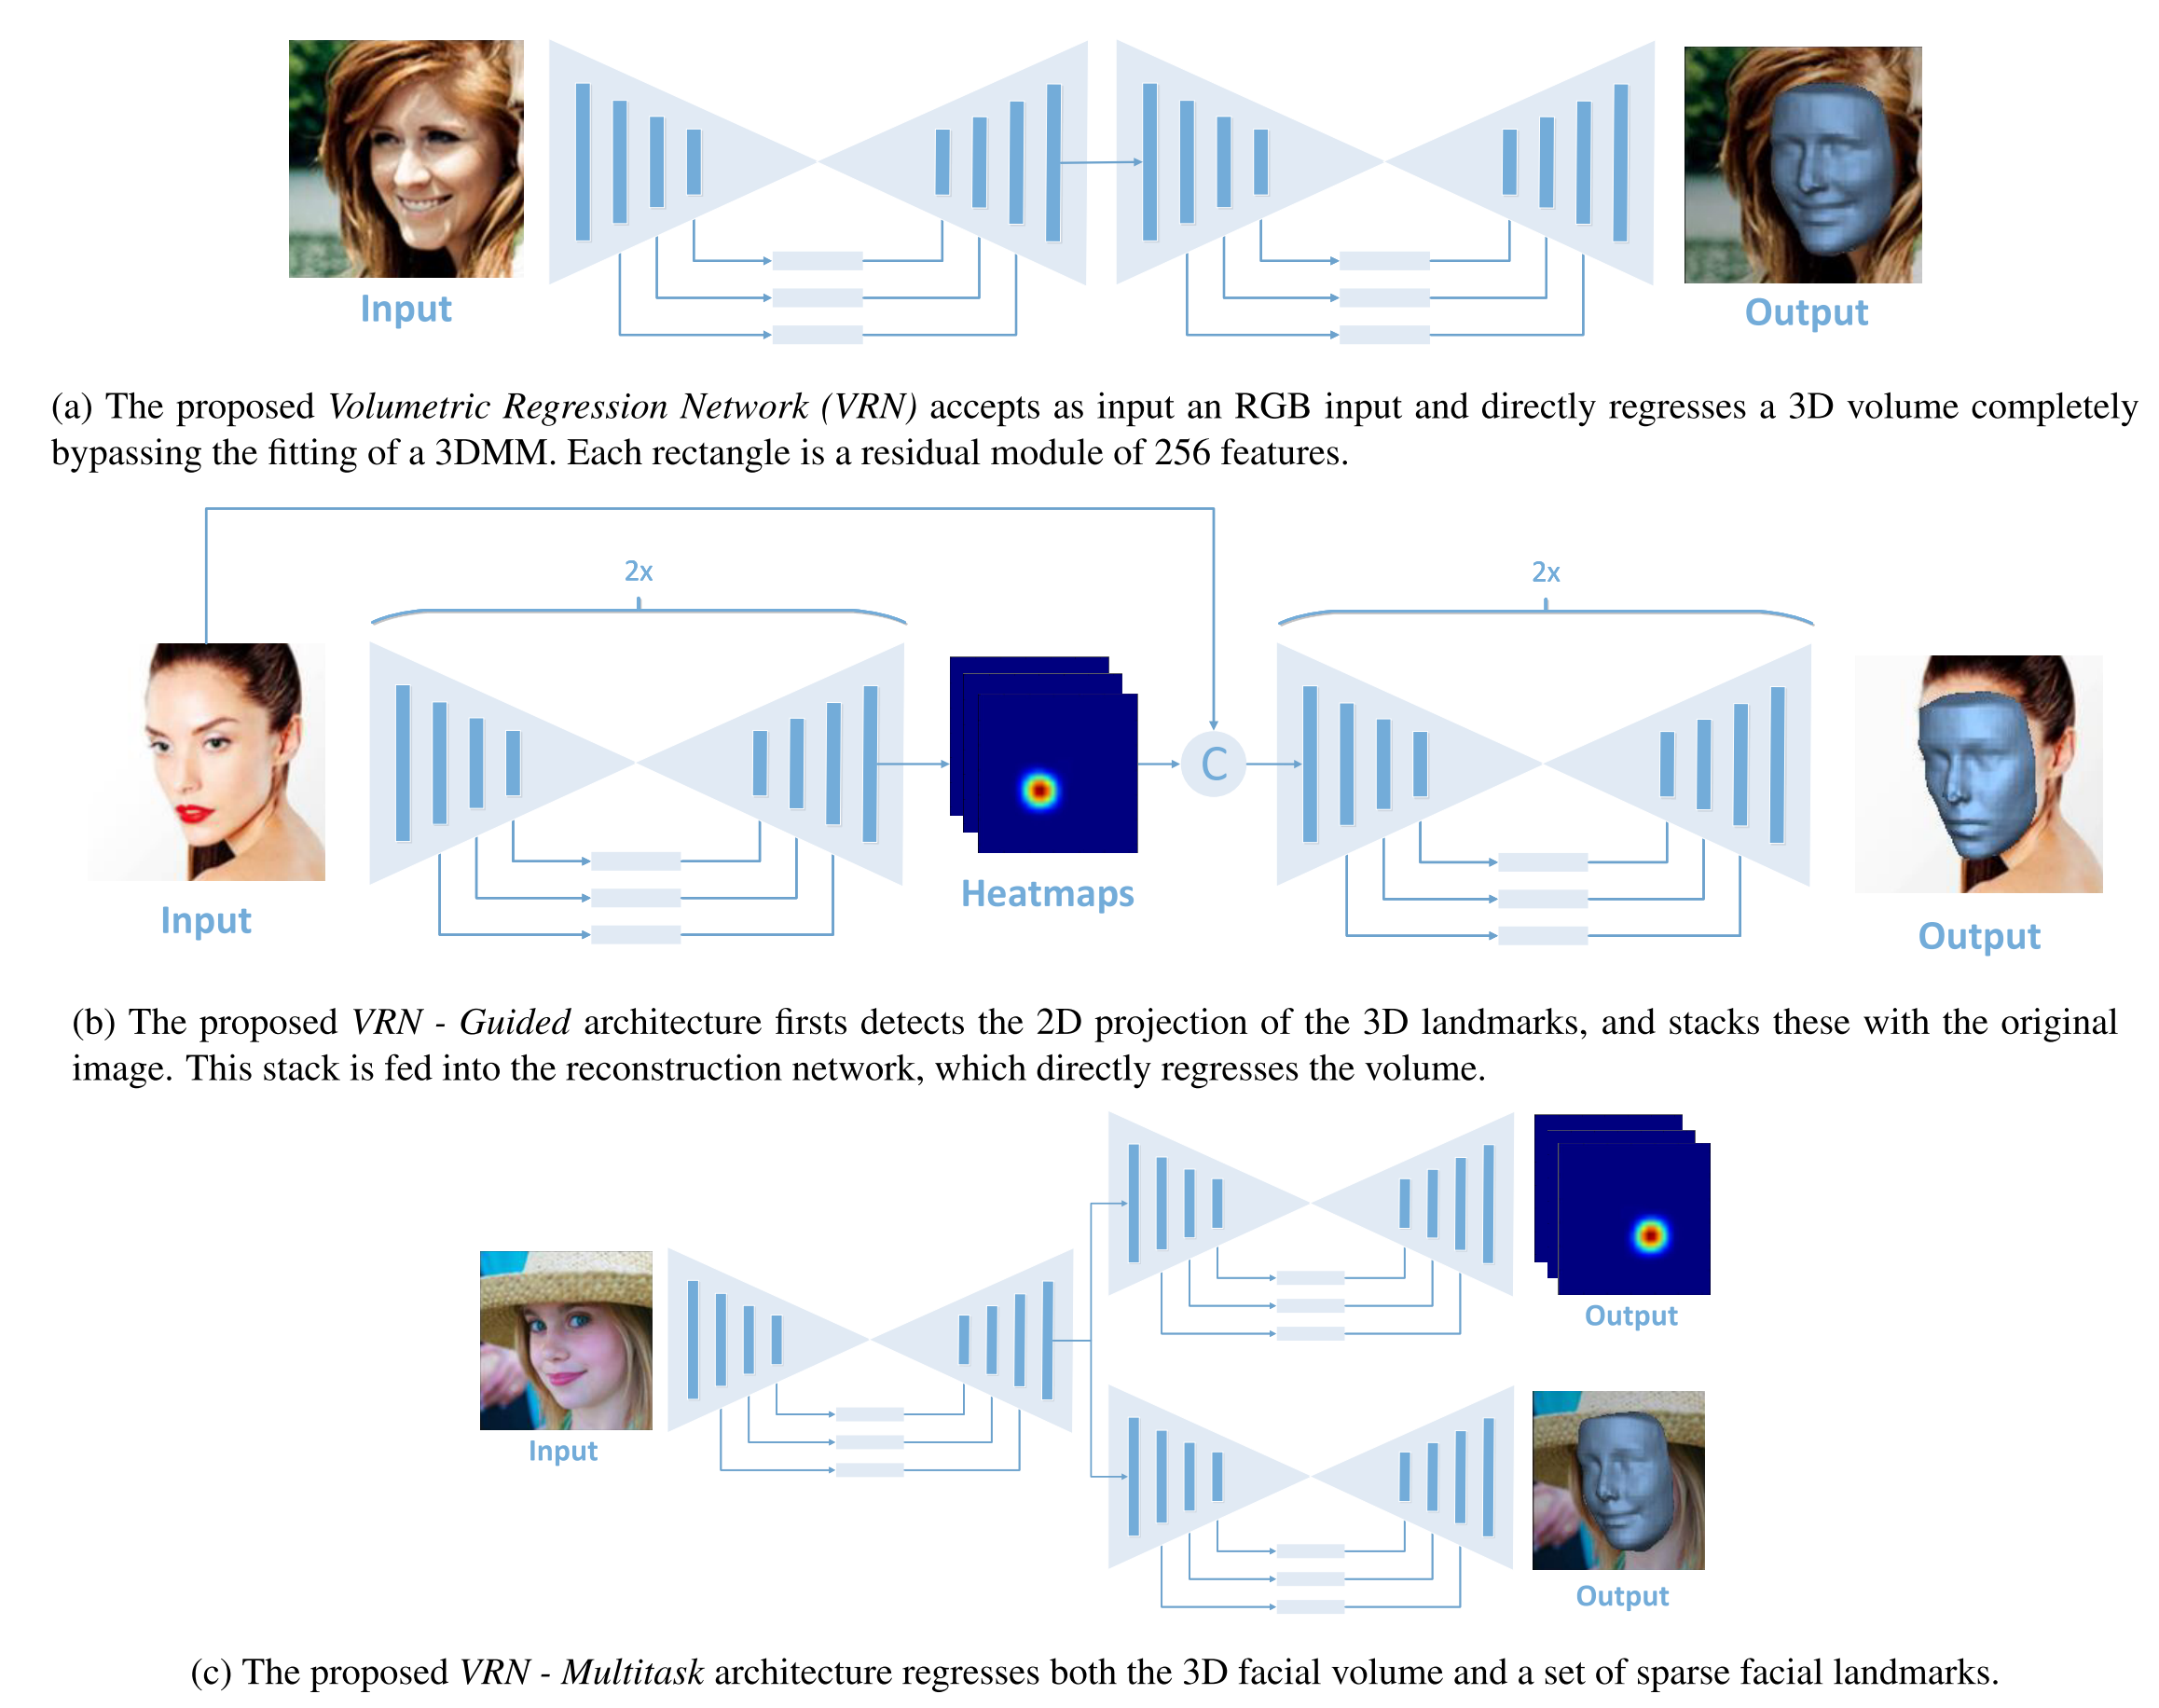 Input
Output
(a) The proposed Volumetric Regression Network (VRN) accepts as input an RGB input and directly regresses a 3D volume completely
bypassing the fitting of a 3DMM. Each rectangle is a residual module of 256 features.
2x
2x
C
Heatmaps
Input
Output
(b) The proposed VRN - Guided architecture firsts detects the 2D projection of the 3D landmarks, and stacks these with the original
image. This stack is fed into the reconstruction network, which directly regresses the volume.
Output
Input
Output
(c) The proposed VRN - Multitask architecture regresses both the 3D facial volume and a set of sparse facial landmarks.